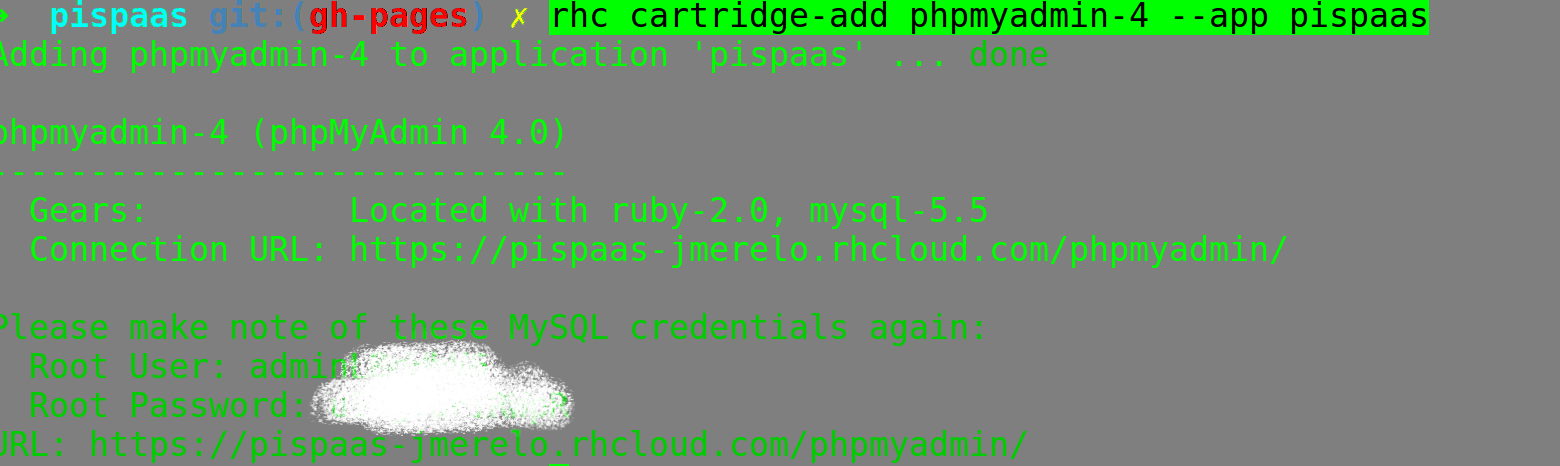 ➜  pispaas git:(gh-pages) ✗ rhc cartridge-add phpmyadmin-4 --app pispaas
Adding phpmyadmin-4 to application 'pispaas' ... done
phpmyadmin-4 (phpMyAdmin 4.0)
-----------------------------
Gears:          Located with ruby-2.0, mysql-5.5
Connection URL: https://pispaas-jmerelo.rhcloud.com/phpmyadmin/
Please make note of these MySQL credentials again:
Root User: admin
Root Password:
URL: https://pispaas-jmerelo.rhcloud.com/phpmyadmin/